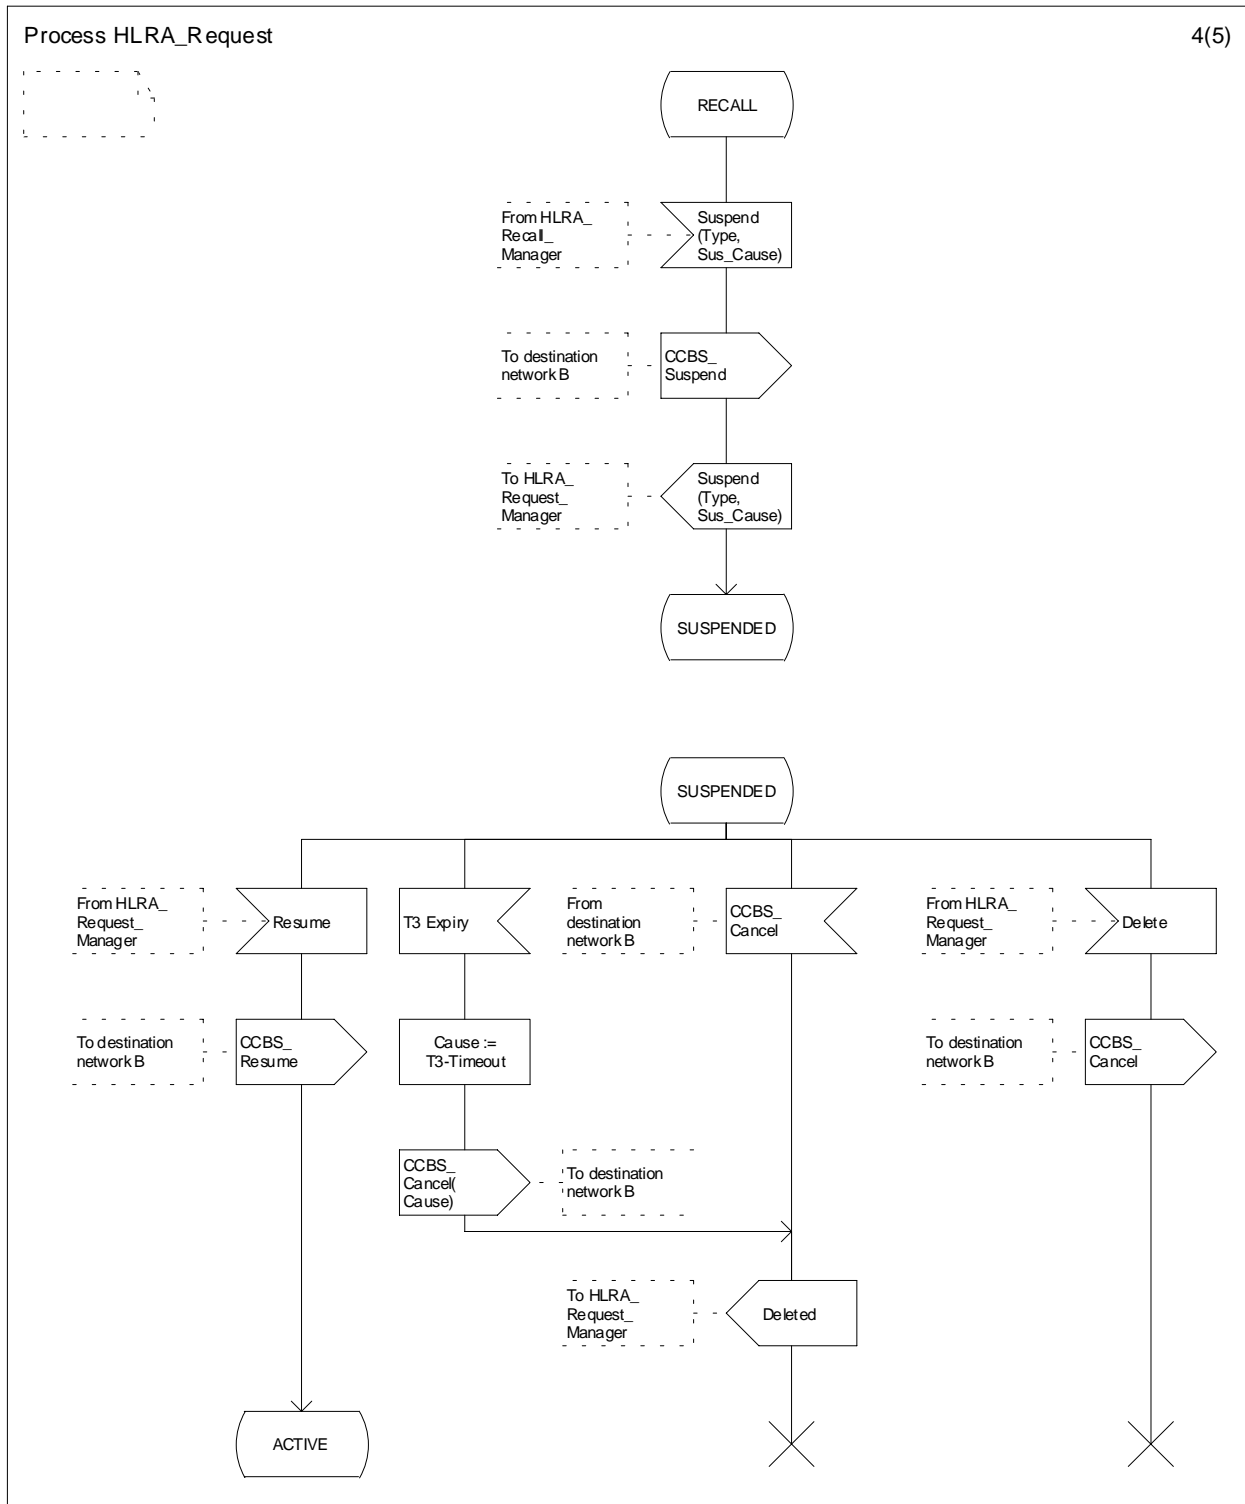 Process HLRA_Request
4(5)
RECALL
From HLRA_
Recall_
Manager
Suspend
(Type,
Sus_Cause)
To destination
network B
CCBS_
Suspend
To HLRA_
Request_
Manager
Suspend
(Type,
Sus_Cause)
SUSPENDED
SUSPENDED
From HLRA_
Request_
Manager
Resume
T3 Expiry
From
destination
network B
CCBS_
Cancel
From HLRA_
Request_
Manager
Delete
To destination
network B
CCBS_
Resume
Cause :=
T3-Timeout
To destination
network B
CCBS_
Cancel
CCBS_
Cancel(
Cause)
To destination
network B
To HLRA_
Request_
Manager
Deleted
ACTIVE